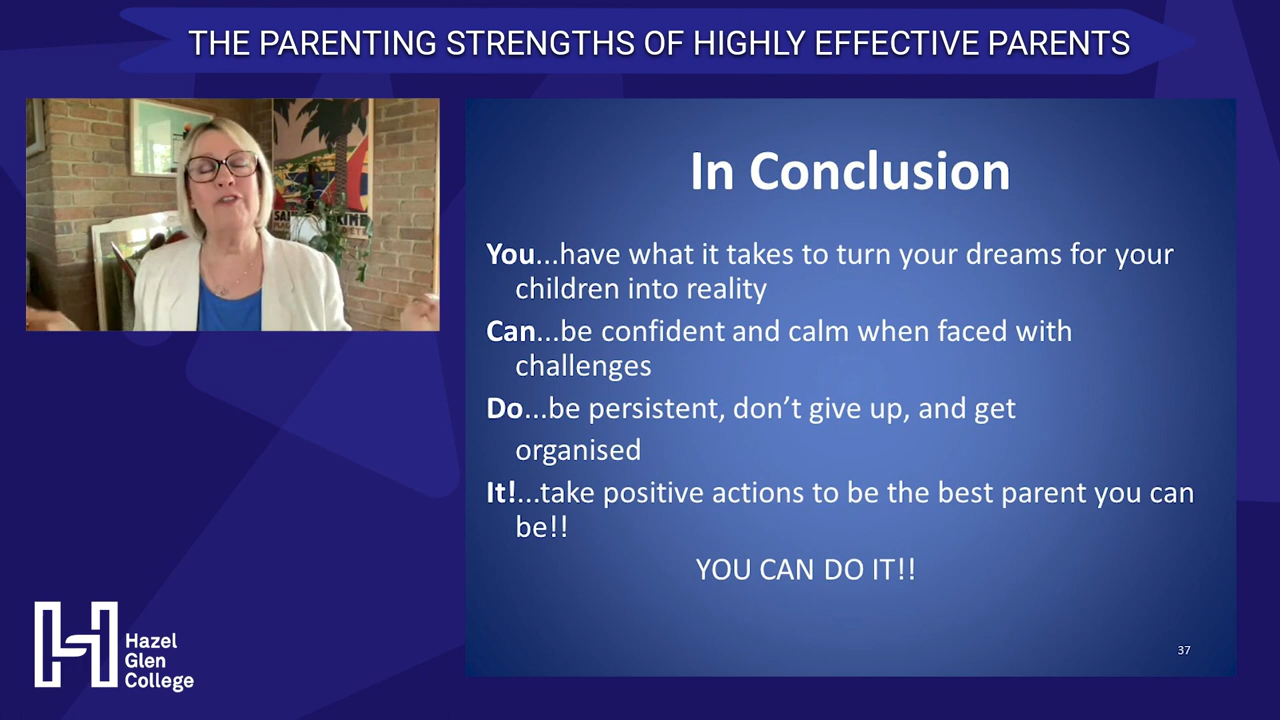 THE PARENTING STRENGTHS OF HIGHLY EFFECTIVE PARENTS
In Conclusion
You...have what it takes to turn your dreams for your
children into reality
Can...be confident and calm when faced with
challenges
Do...be persistent, don’t give up, and get
organised
It!...take positive actions to be the best parent you can
be!!
YOU CAN DO IT!!
37
Hazel
Glen
College